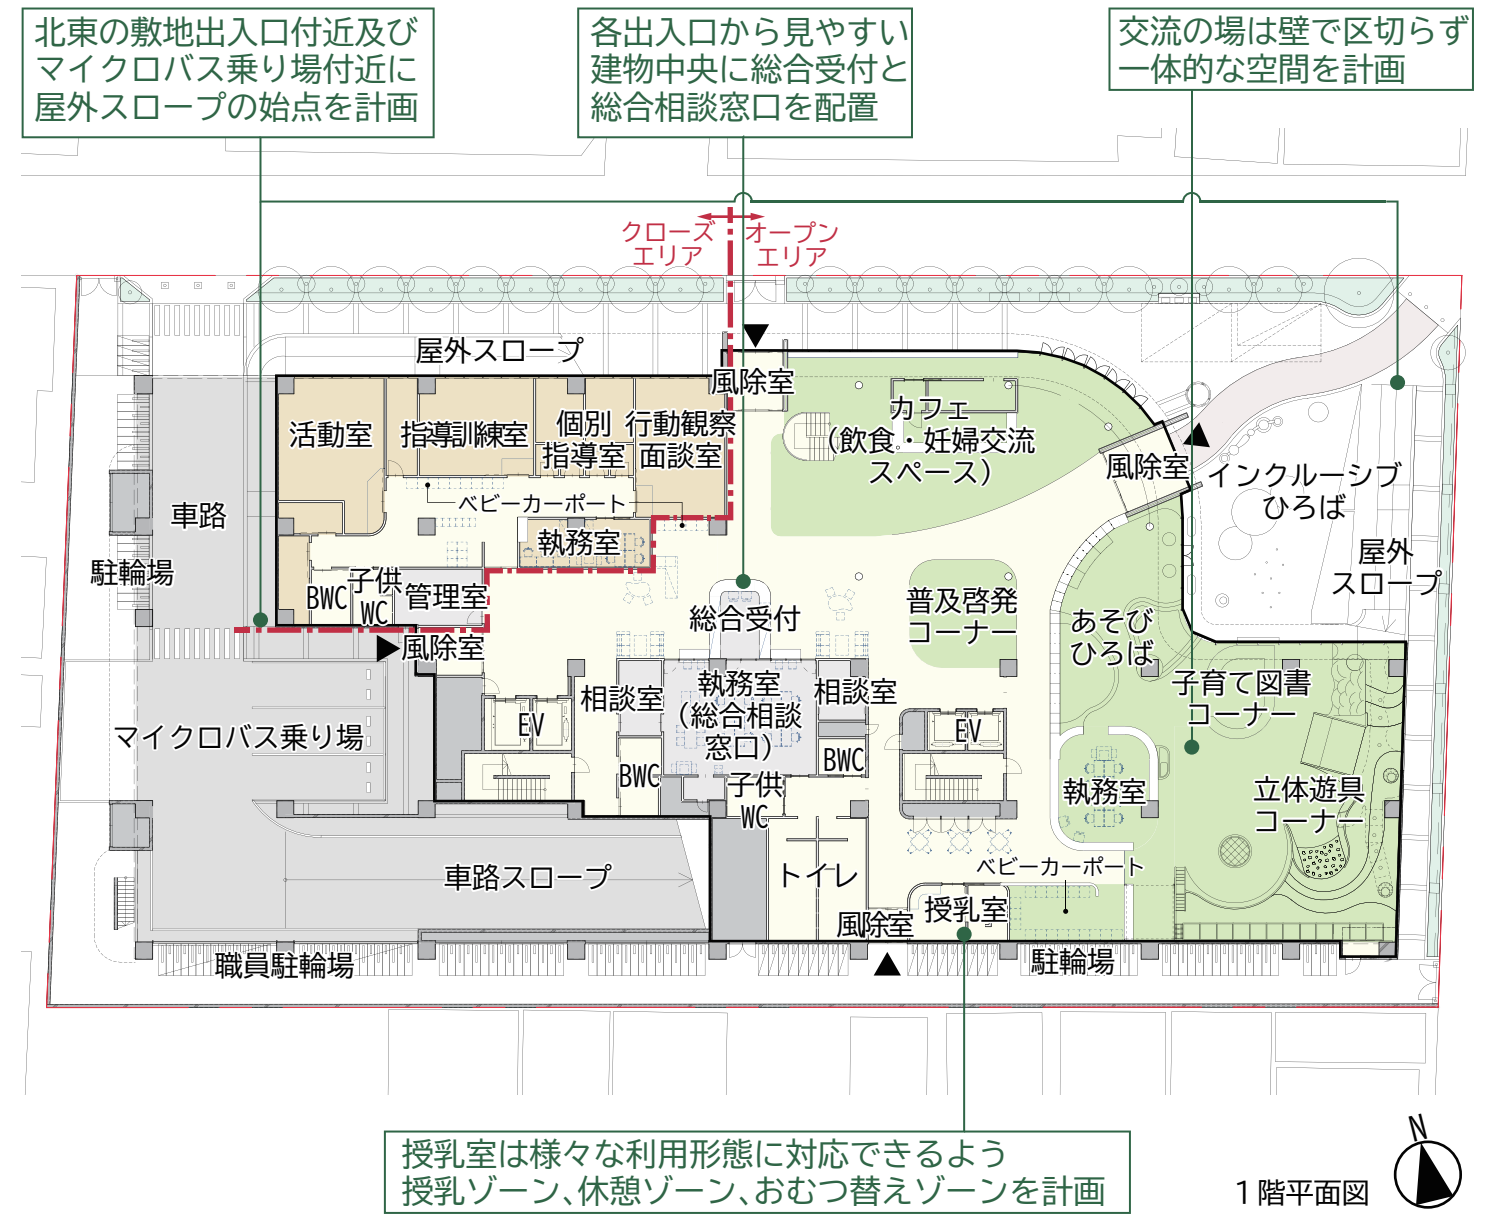 北東の敷地出入口付近及び
マイクロバス乗り場付近に
屋外スロープの始点を計画
各出入口から見やすい
建物中央に総合受付と
総合相談窓口を配置
交流の場は壁で区切らず
一体的な空間を計画
クローズ
エリア
オープン
エリア
屋外スロープ
風除室
活動室
指導訓練室
個別
指導室
行動観察
面談室
カフェ
（飲食・妊婦交流
スペース）
風除室
インクルーシブ
ひろば
ベビーカーポート
車路
執務室
屋外
スロープ
駐輪場
BWC
子供
WC
管理室
総合受付
普及啓発
コーナー
あそび
ひろば
風除室
相談室
執務室
（総合相談
窓口）
相談室
子育て図書
コーナー
マイクロバス乗り場
EV
EV
BWC
BWC
子供
WC
執務室
立体遊具
コーナー
車路スロープ
トイレ
ベビーカーポート
風除室
授乳室
職員駐輪場
駐輪場
授乳室は様々な利用形態に対応できるよう
授乳ゾーン、休憩ゾーン、おむつ替えゾーンを計画
1階平面図
N